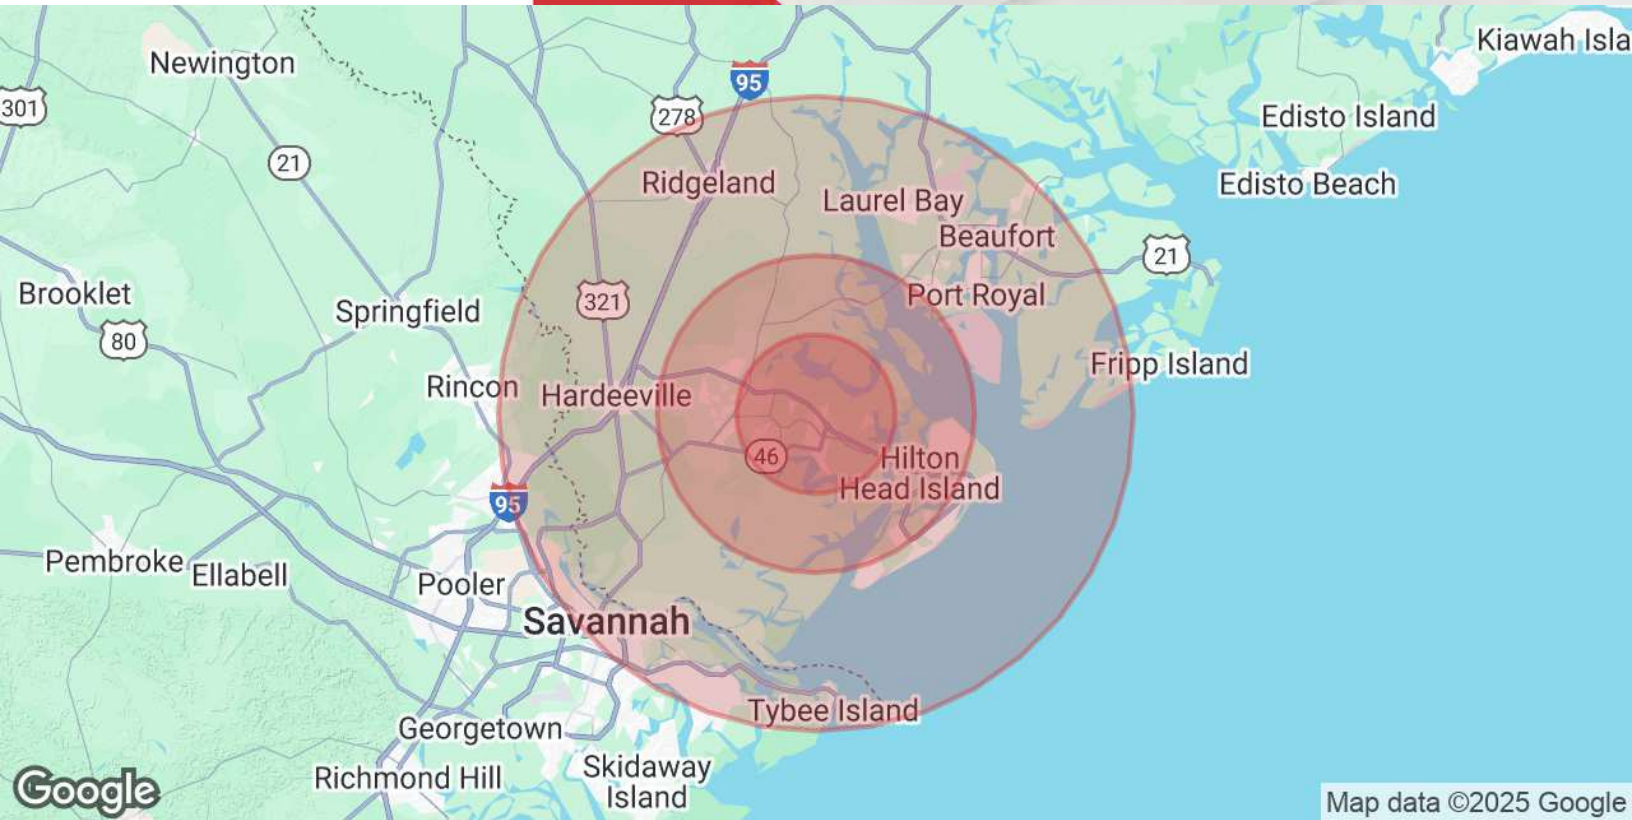 Kiawah Isla
Newington
95
301
278
Edisto Island
21
Ridgeland
Edisto Beach
Laurel Bay
Beaufort
21
Brooklet
Port Royal
321
Springfield
80
Fripp Island
Rincon
Hardeeville
46
Hilton
Head Island
95
Pembroke
Ellabell
Pooler
Savannah
Tybee Island
Georgetown
Skidaway
Island
Richmond Hill
Google
Map data ©2025 Google